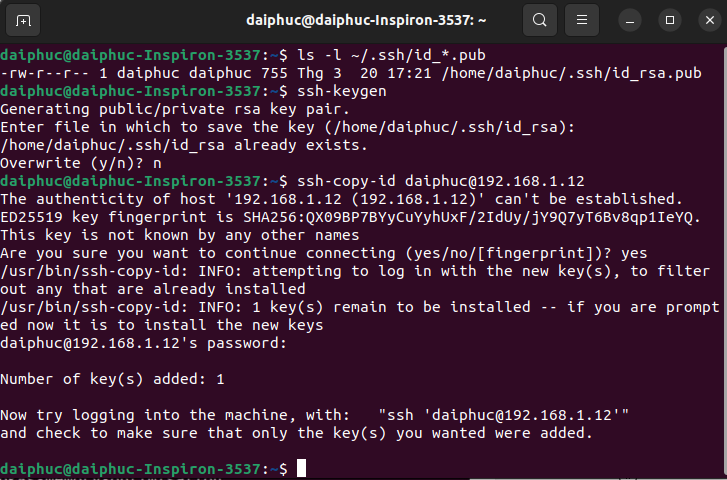 daiphuc@daiphuc-Inspiron-3537: ~
daiphuc@daiphuc-Inspiron-3537:~$ ls -l ~/.ssh/id_*.pub
-rw-r--r-- 1 daiphuc daiphuc 755 Thg 3  20 17:21 /home/daiphuc/.ssh/id_rsa.pub
daiphuc@daiphuc-Inspiron-3537:~$ ssh-keygen
Generating public/private rsa key pair.
Enter file in which to save the key (/home/daiphuc/.ssh/id_rsa):
/home/daiphuc/.ssh/id_rsa already exists.
Overwrite (y/n)? n
daiphuc@daiphuc-Inspiron-3537:~$ ssh-copy-id daiphuc@192.168.1.12
The authenticity of host '192.168.1.12 (192.168.1.12)' can't be established.
ED25519 key fingerprint is SHA256:QX09BP7BYyCuYyhUxF/2IdUy/jY9Q7yT6Bv8qp1IeYQ.
This key is not known by any other names
Are you sure you want to continue connecting (yes/no/[fingerprint])? yes
/usr/bin/ssh-copy-id: INFO: attempting to log in with the new key(s), to filter
out any that are already installed
/usr/bin/ssh-copy-id: INFO: 1 key(s) remain to be installed -- if you are prompt
ed now it is to install the new keys
daiphuc@192.168.1.12's password:
Number of key(s) added: 1
Now try logging into the machine, with:   "ssh 'daiphuc@192.168.1.12'"
and check to make sure that only the key(s) you wanted were added.
daiphuc@daiphuc-Inspiron-3537:~$